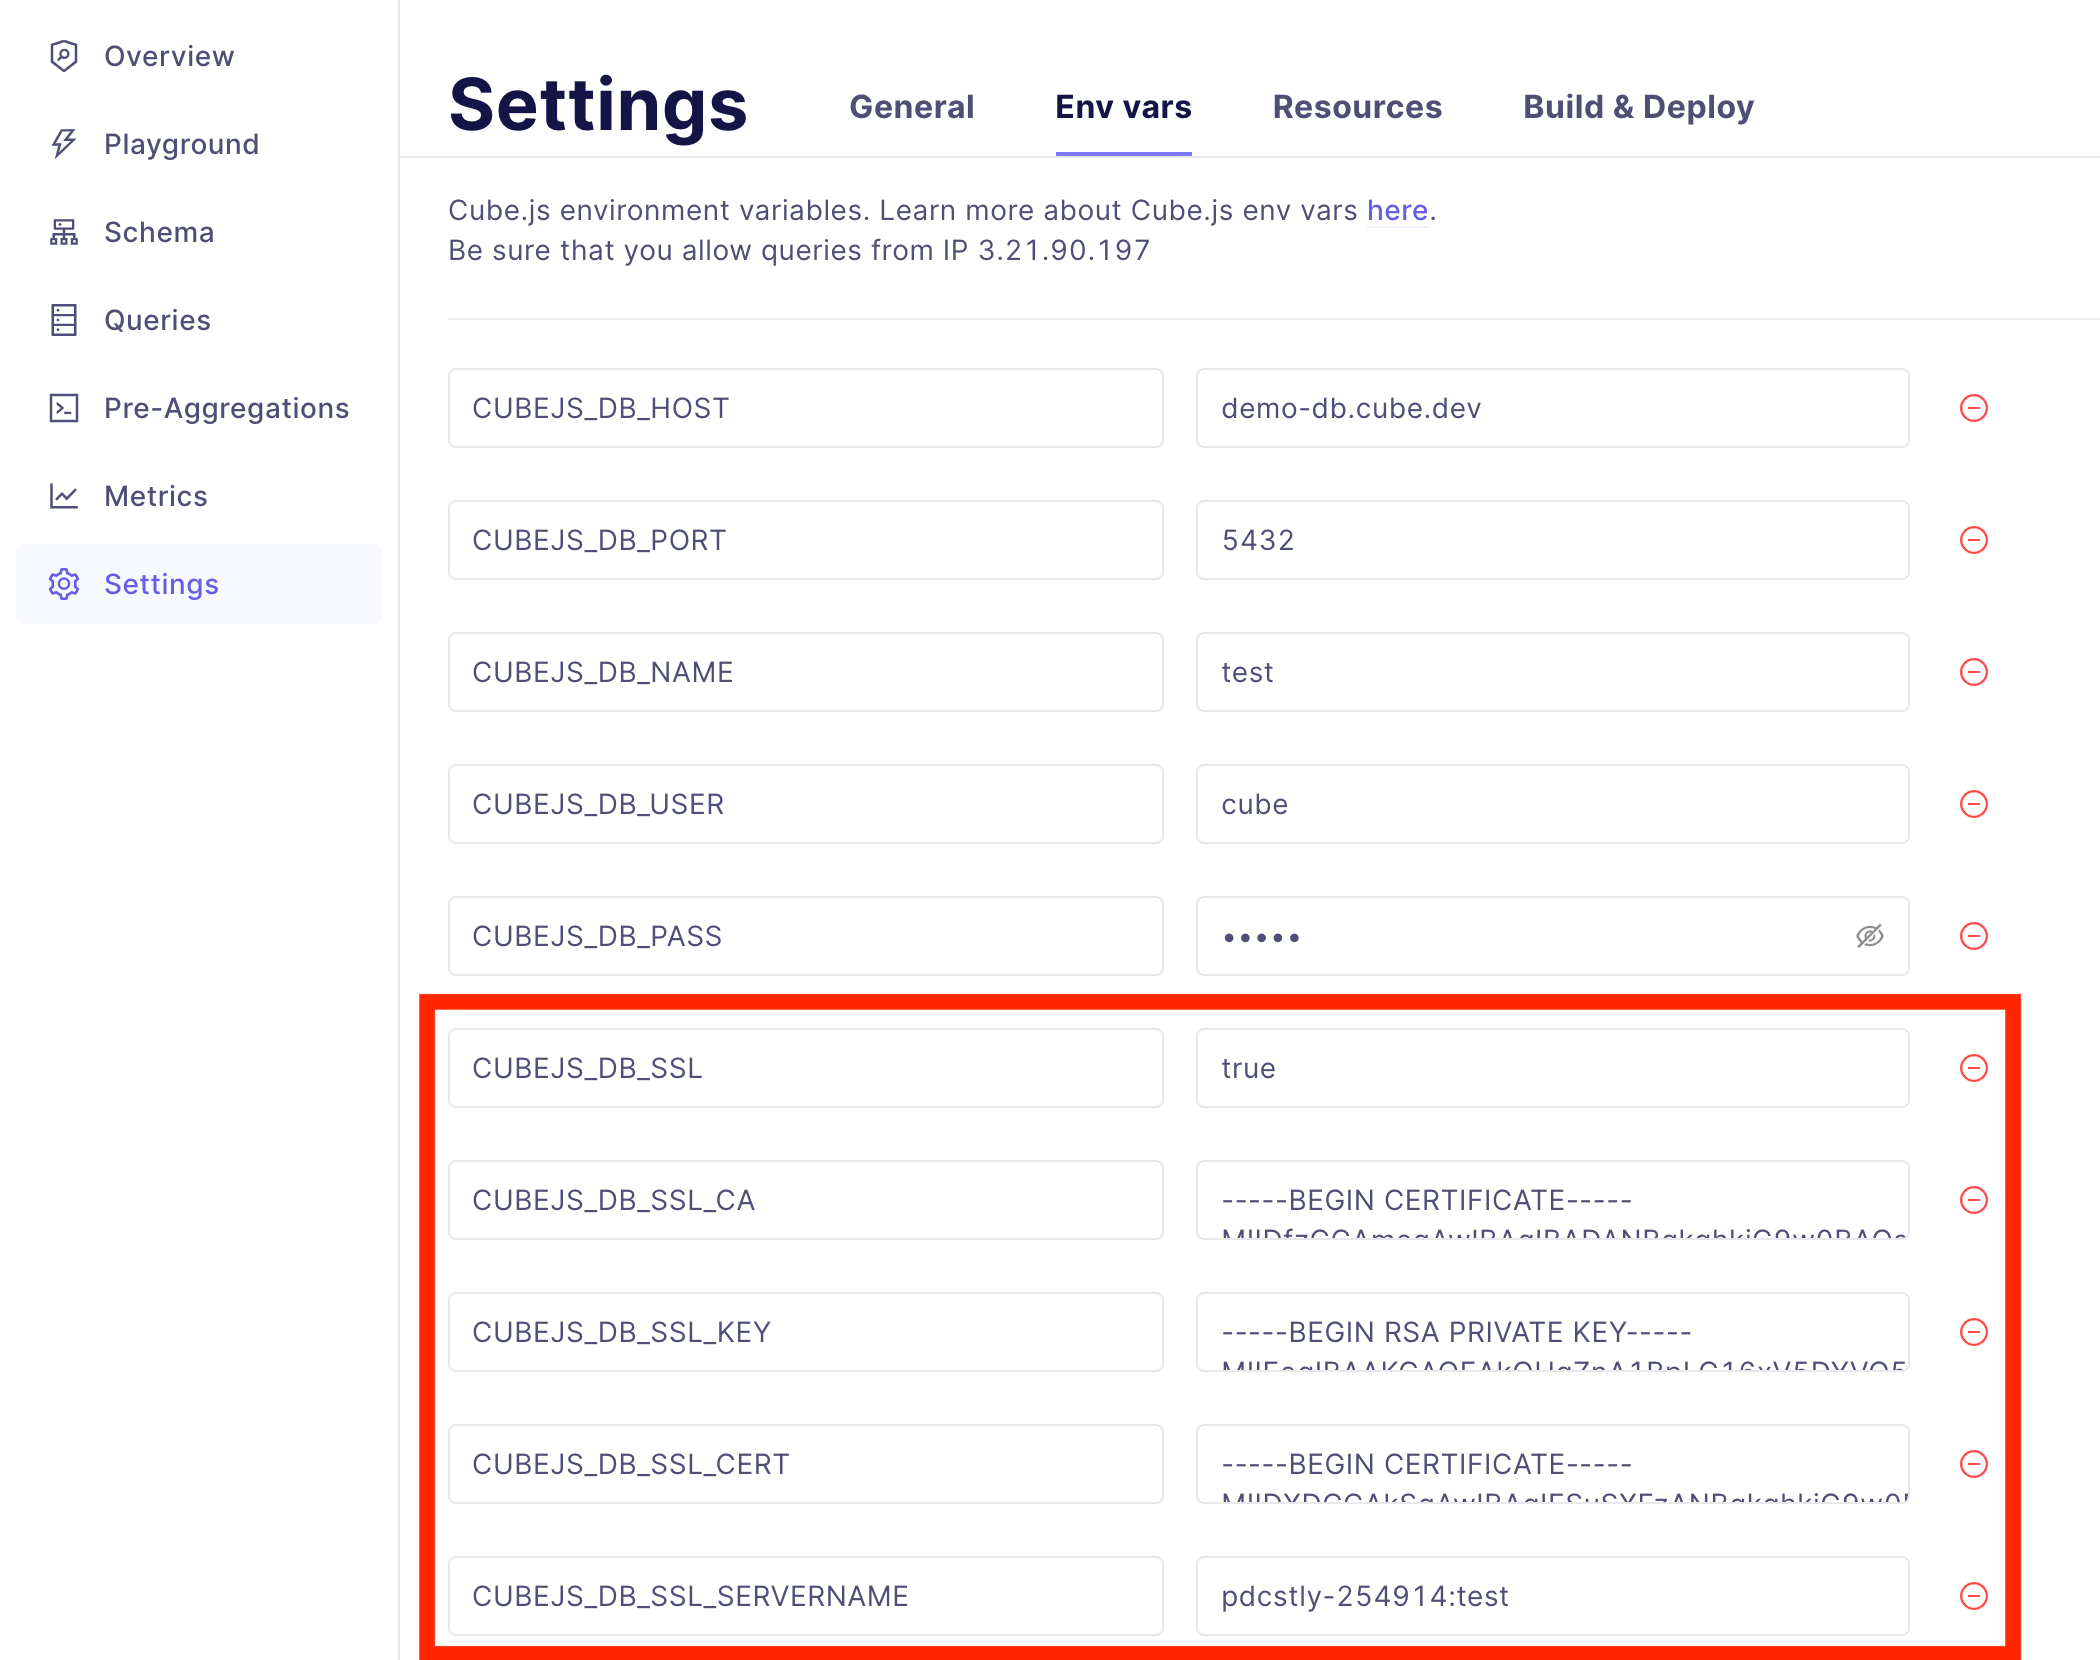 Overview
Playground
Schema
Queries
Pre-Aggregations
Metrics
Settings
Settings
General
Env vars
Resources
Build & Deploy
Cube.js environment variables. Learn more about Cube.js env vars here.
Be sure that you allow queries from IP 3.21.90.197
CUBEJS_DB_HOST
demo-db.cube.dev
CUBEJS_DB_PORT
5432
CUBEJS_DB_NAME
test
CUBEJS_DB_USER
cube
CUBEJS_DB_PASS
•••••
CUBEJS_DB_SSL
true
CUBEJS_DB_SSL_CA
-----BEGIN CERTIFICATE-----
CUBEJS_DB_SSL_KEY
-----BEGIN RSA PRIVATE KEY-----
CUBEJS_DB_SSL_CERT
-----BEGIN CERTIFICATE-----
CUBEJS_DB_SSL_SERVERNAME
pdcstly-254914:test